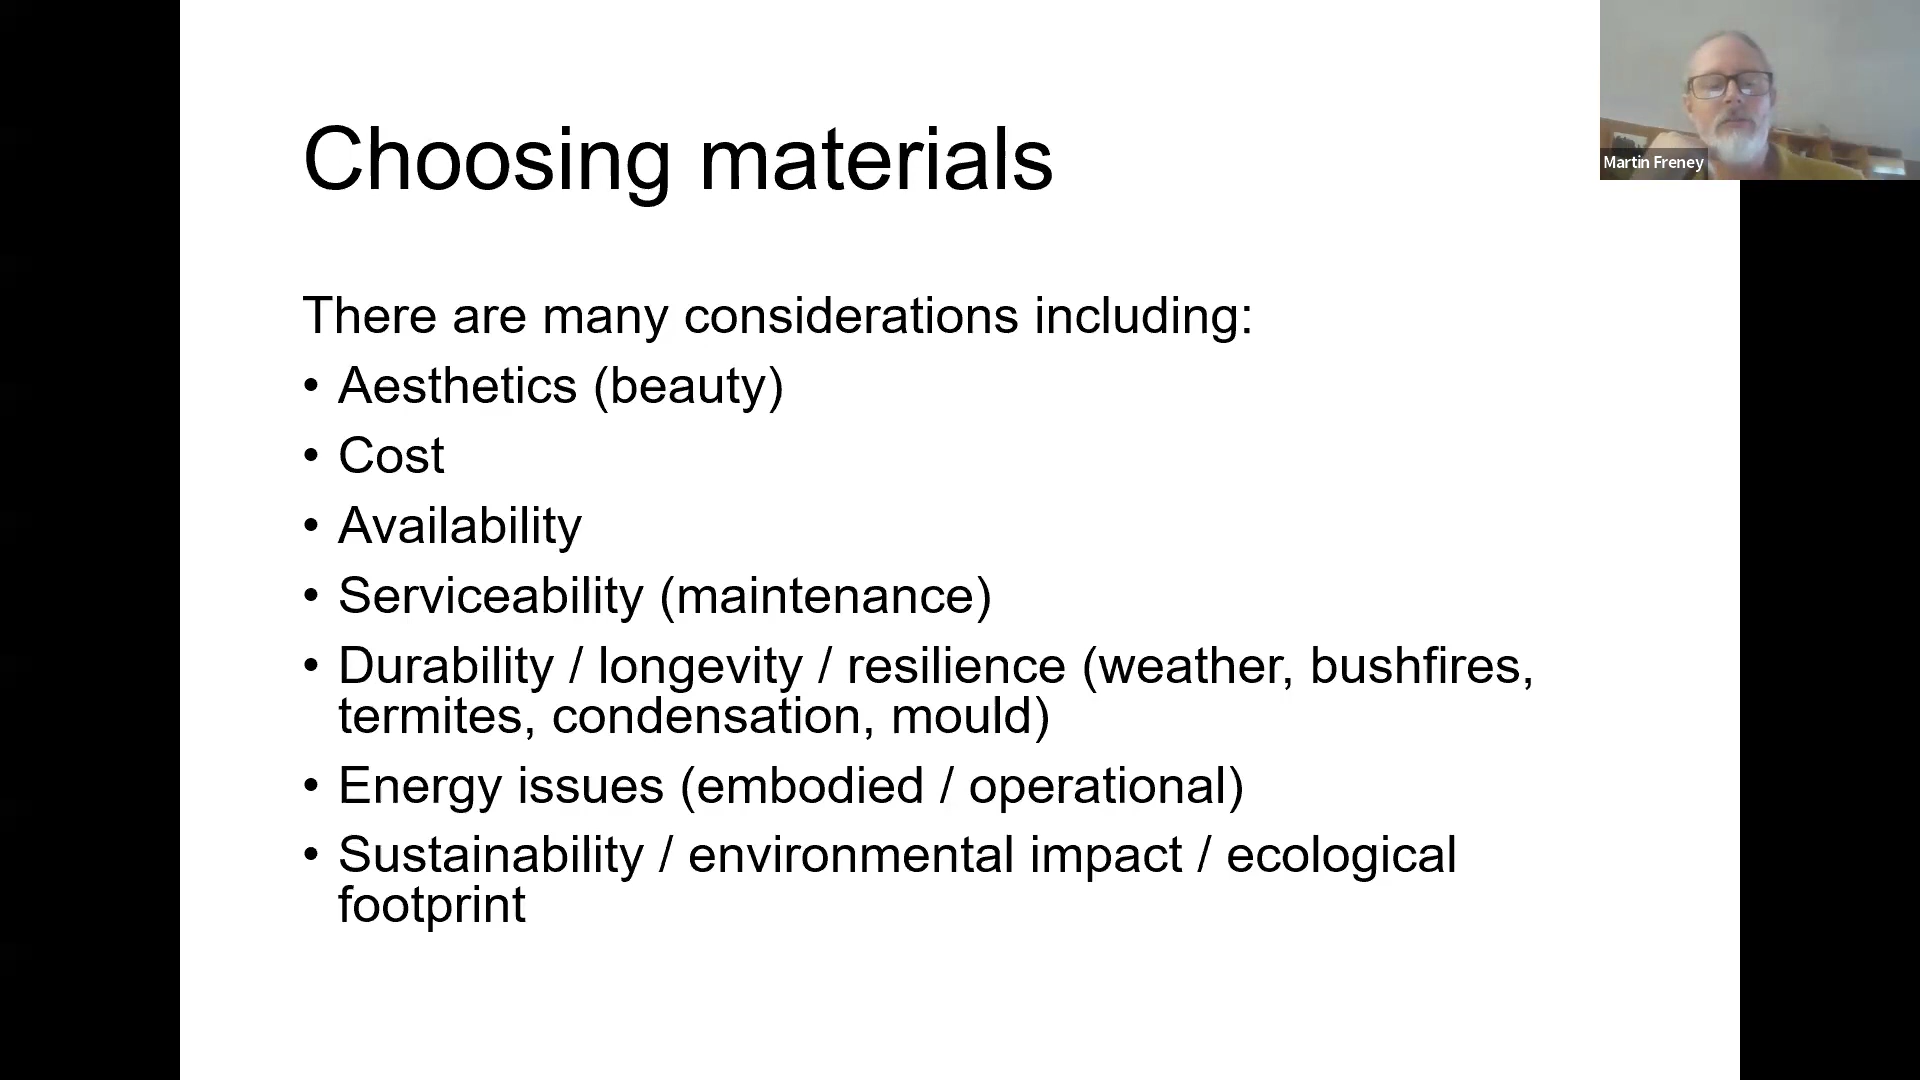 Choosing materials
Martin Freney
There are many considerations including:
• Aesthetics (beauty)
• Cost
• Availability
• Serviceability (maintenance)
• Durability / longevity / resilience (weather, bushfires,
termites, condensation, mould)
• Energy issues (embodied / operational)
• Sustainability / environmental impact / ecological
footprint